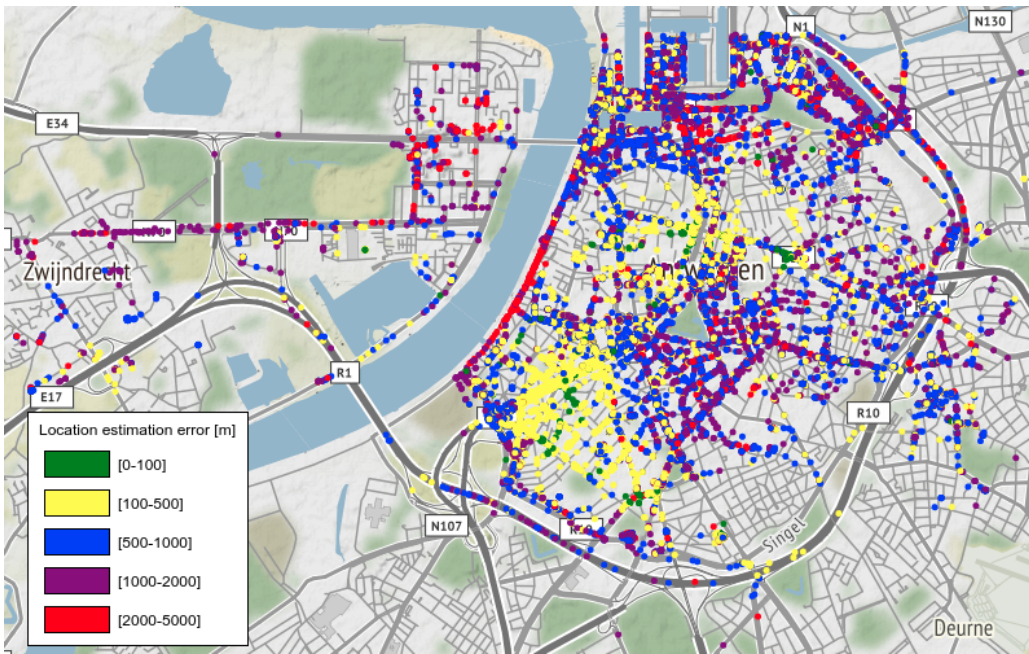 N1
N130
E34
N70
Zwijndrecht
Antwerpen
R1
E17
R10
Location estimation error [m]
[0-100]
[100-500]
[500-1000]
[1000-2000]
[2000-5000]
N107
Singel
Deurne